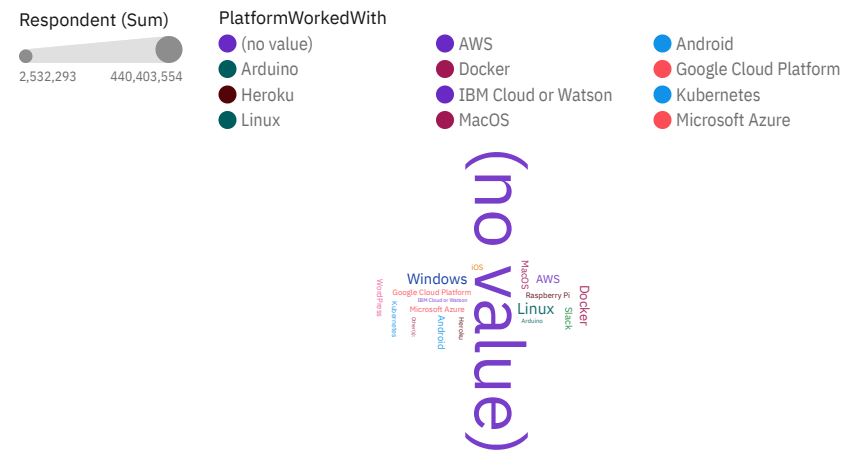 Respondent (Sum)
2,532,293 440,403,554
PlatformWorkedWith
(no value) AWS Android
Arduino Docker Google Cloud Platform
Heroku IBM Cloud or Watson Kubernetes
Linux MacOS Microsoft Azure
(no value)
iOS
Windows
MacOS
AWS
WordPress
Google Cloud Platform
Raspberry Pi
Docker
IBM Cloud or Watson
Kubernetes
Microsoft Azure
Linux
Slack
Other(s):
Android
Heroku
Arduino